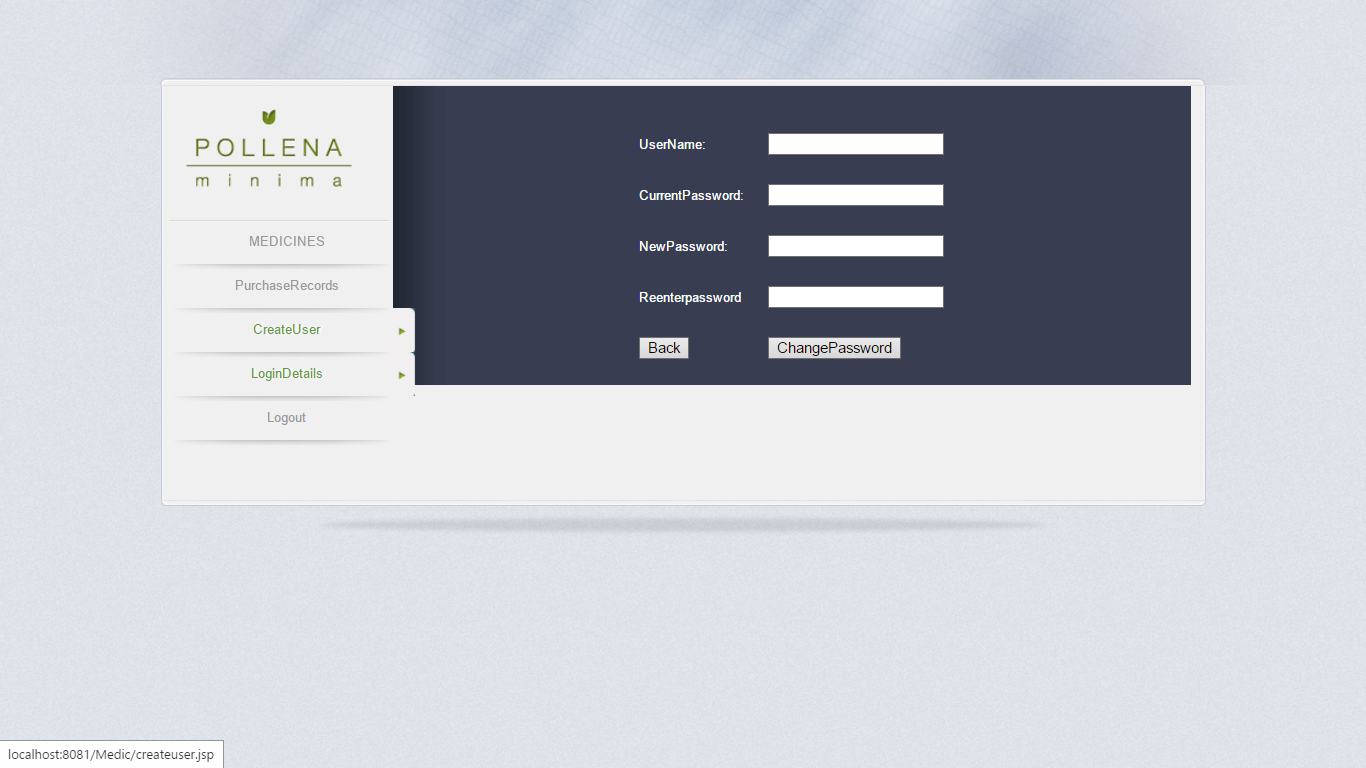 POLLENA
minima
MEDICINES
PurchaseRecords
CreateUser
LoginDetails
Logout
UserName:
CurrentPassword:
NewPassword:
Reenterpassword
Back ChangePassword
localhost:8081/Medic/createuser.jsp